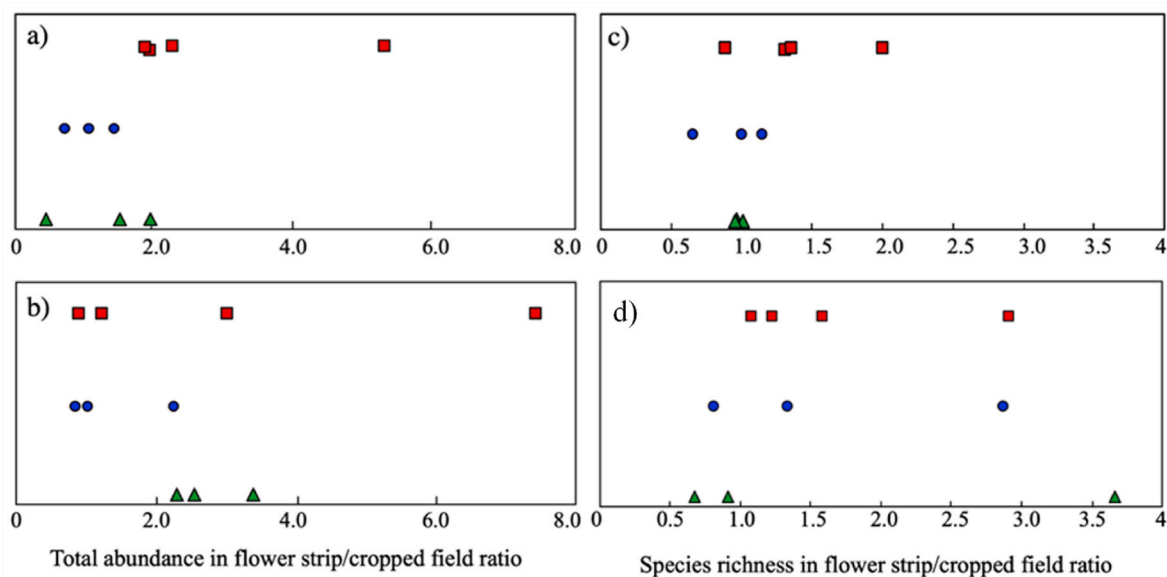 a)
0 2.0 4.0 6.0 8.0
c)
0.5 1.0 1.5 2.0 2.5 3.0 3.5 4
b)
0 2.0 4.0 6.0 8.0
Total abundance in flower strip/cropped field ratio
d)
0 0.5 1.0 1.5 2.0 2.5 3.0 3.5 4
Species richness in flower strip/cropped field ratio